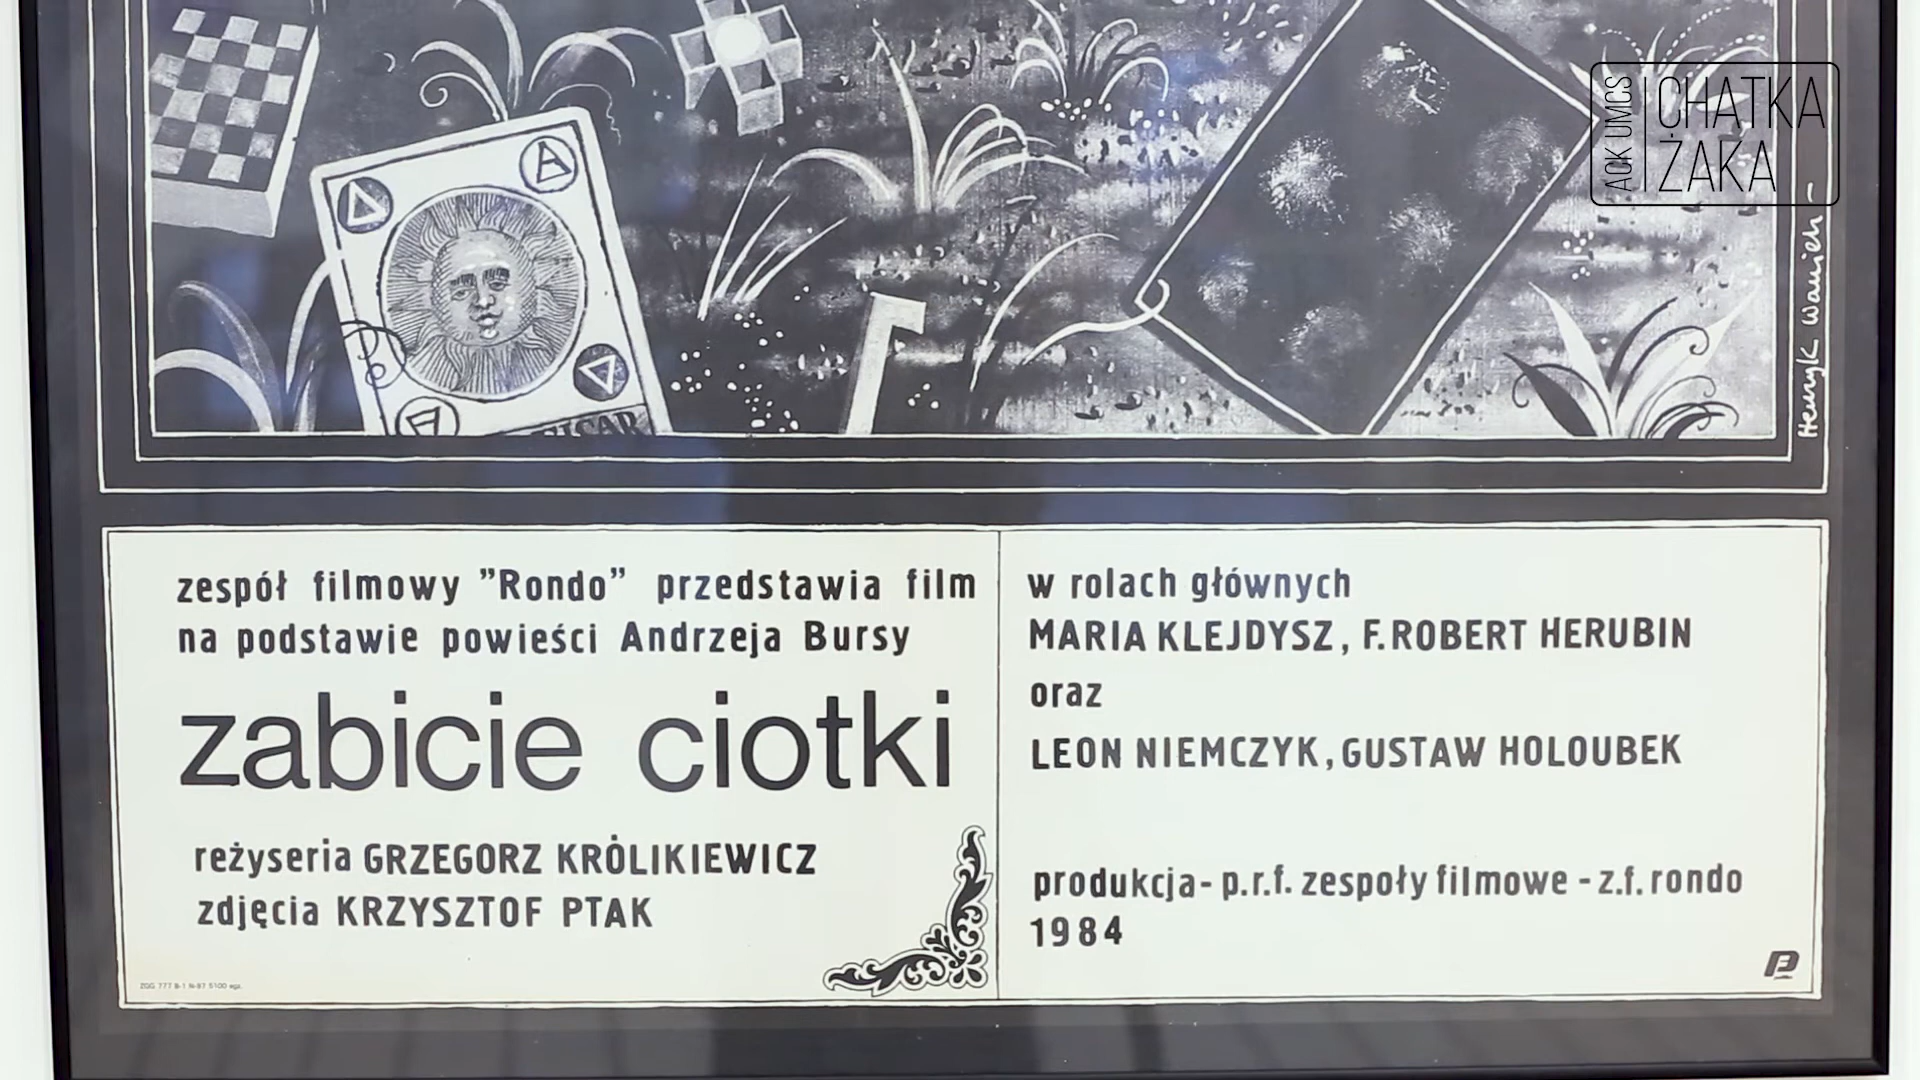 ACK UMCS
CHATKA
ŻAKA
Henryk Waniek
zespół filmowy ”Rondo” przedstawia film
na podstawie powieści Andrzeja Bursy
zabicie ciotki
reżyseria GRZEGORZ KRÓLIKIEWICZ
zdjęcia KRZYSZTOF PTAK
w rolach głównych
MARIA KLEJDYSZ, F. ROBERT HERUBIN
oraz
LEON NIEMCZYK, GUSTAW HOLOUBEK
produkcja - p.r.f. zespoły filmowe - z.f. rondo
1984